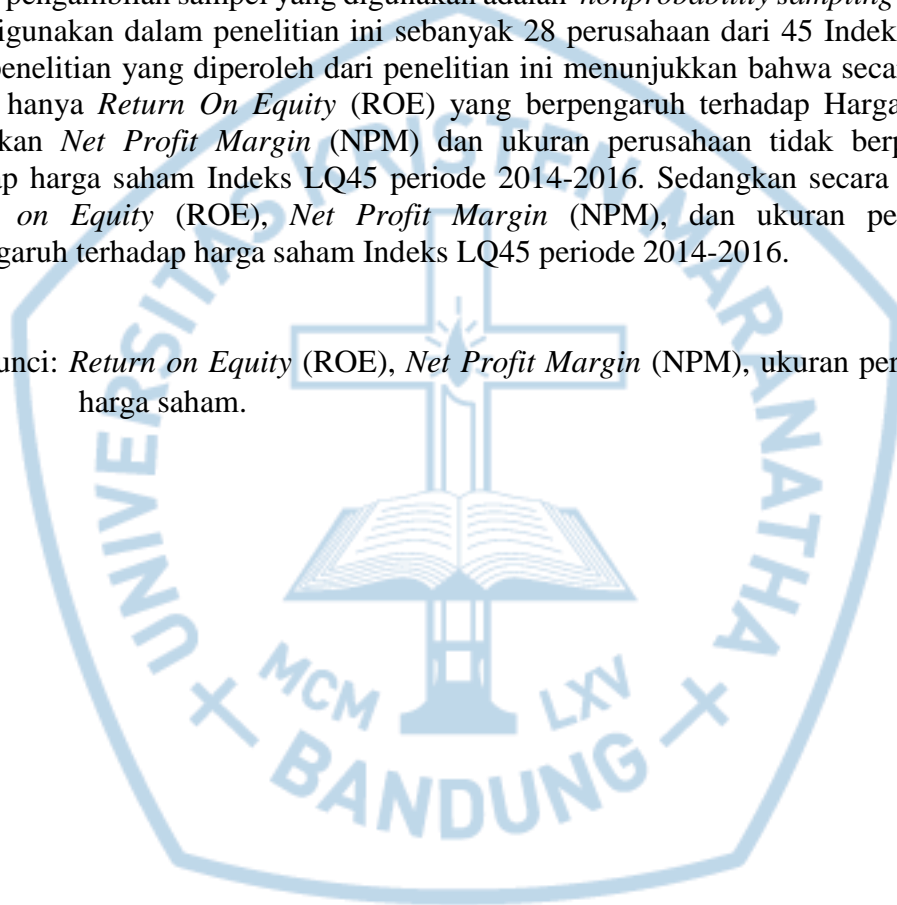 pengambilan sampel yang digunakan adalah nonprobability sampling
igunakan dalam penelitian ini sebanyak 28 perusahaan dari 45 Indek
penelitian yang diperoleh dari penelitian ini menunjukkan bahwa secar
hanya Return On Equity (ROE) yang berpengaruh terhadap Harga
kan Net Profit Margin (NPM) dan ukuran perusahaan tidak berp
ap harga saham Indeks LQ45 periode 2014-2016. Sedangkan secara
on Equity (ROE), Net Profit Margin (NPM), dan ukuran pe
garuh terhadap harga saham Indeks LQ45 periode 2014-2016.
unci: Return on Equity (ROE), Net Profit Margin (NPM), ukuran per
harga saham.
UNIVERSITAS KRISTEN MARANATHA
MCM LXV
BANDUNG